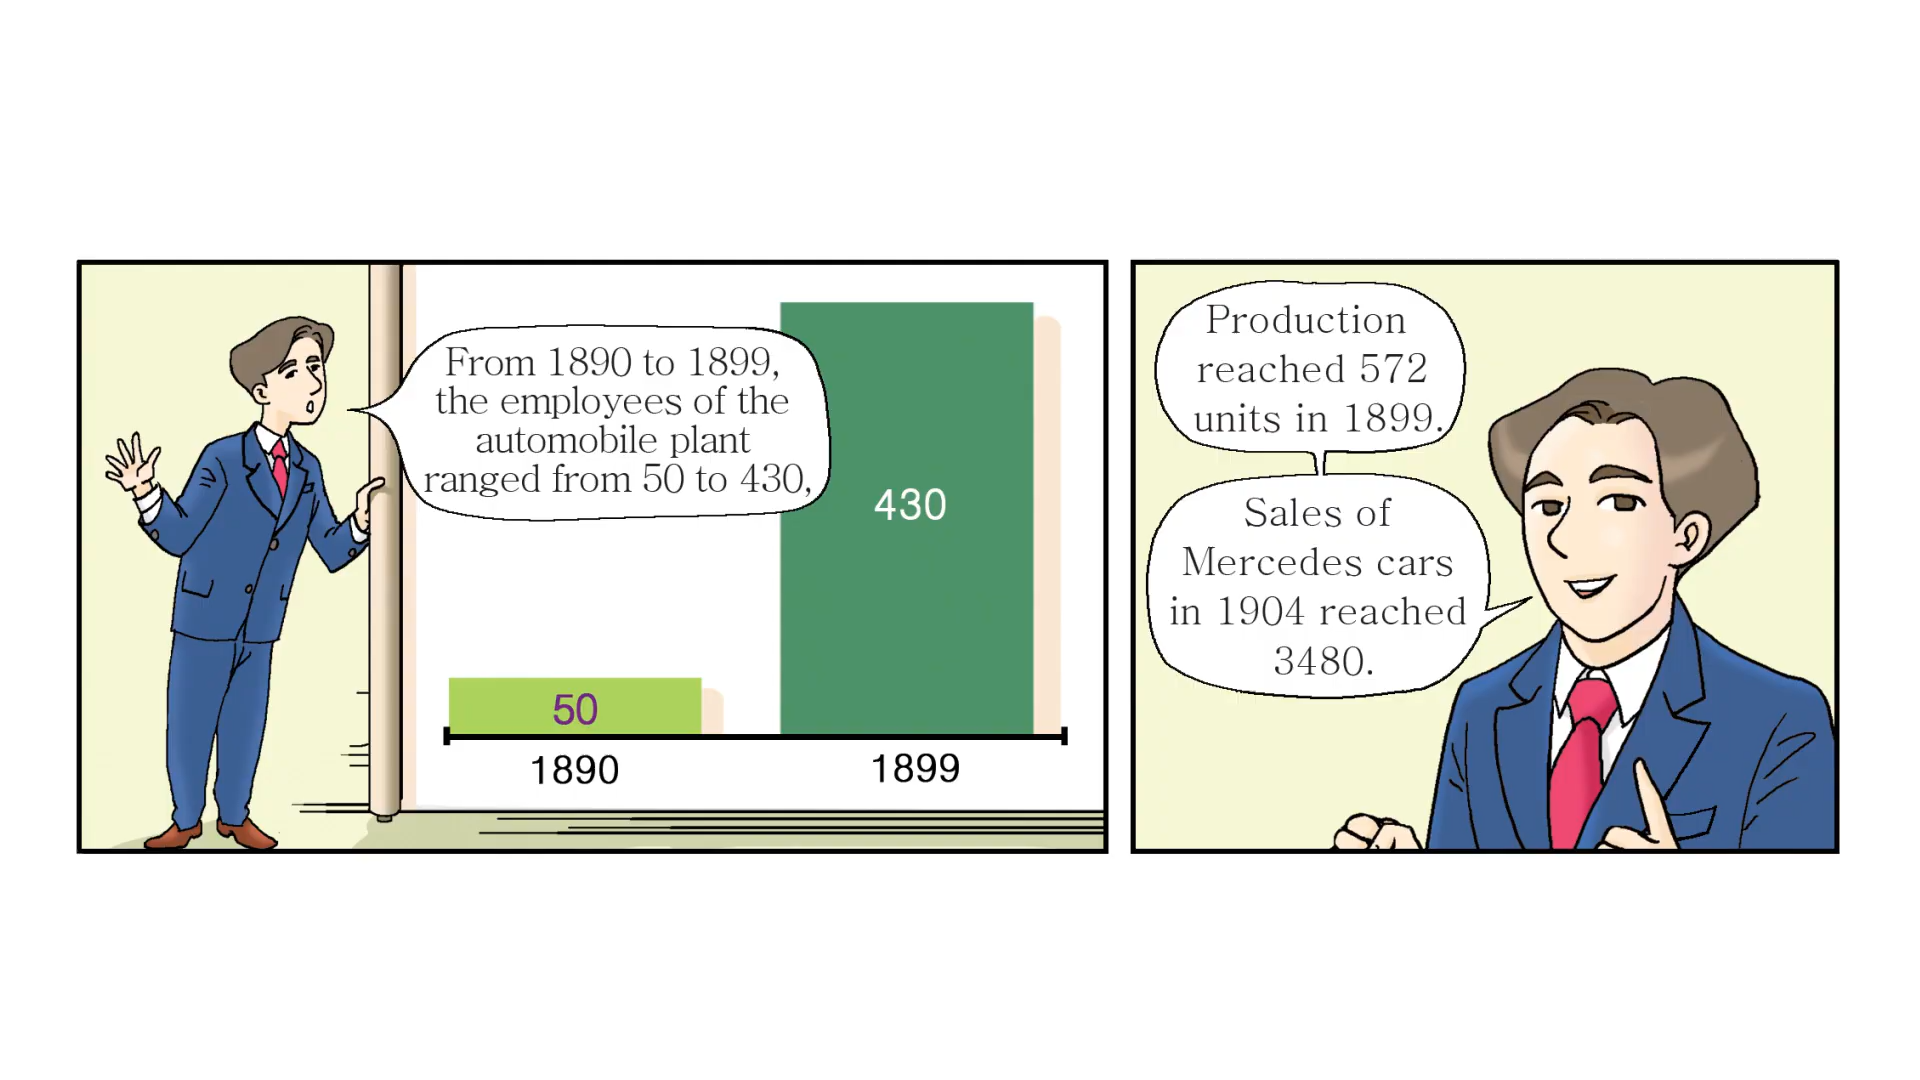 From 1890 to 1899,
the employees of the
automobile plant
ranged from 50 to 430,
430
50
1890
1899
Production
reached 572
units in 1899.
Sales of
Mercedes cars
in 1904 reached
3480.